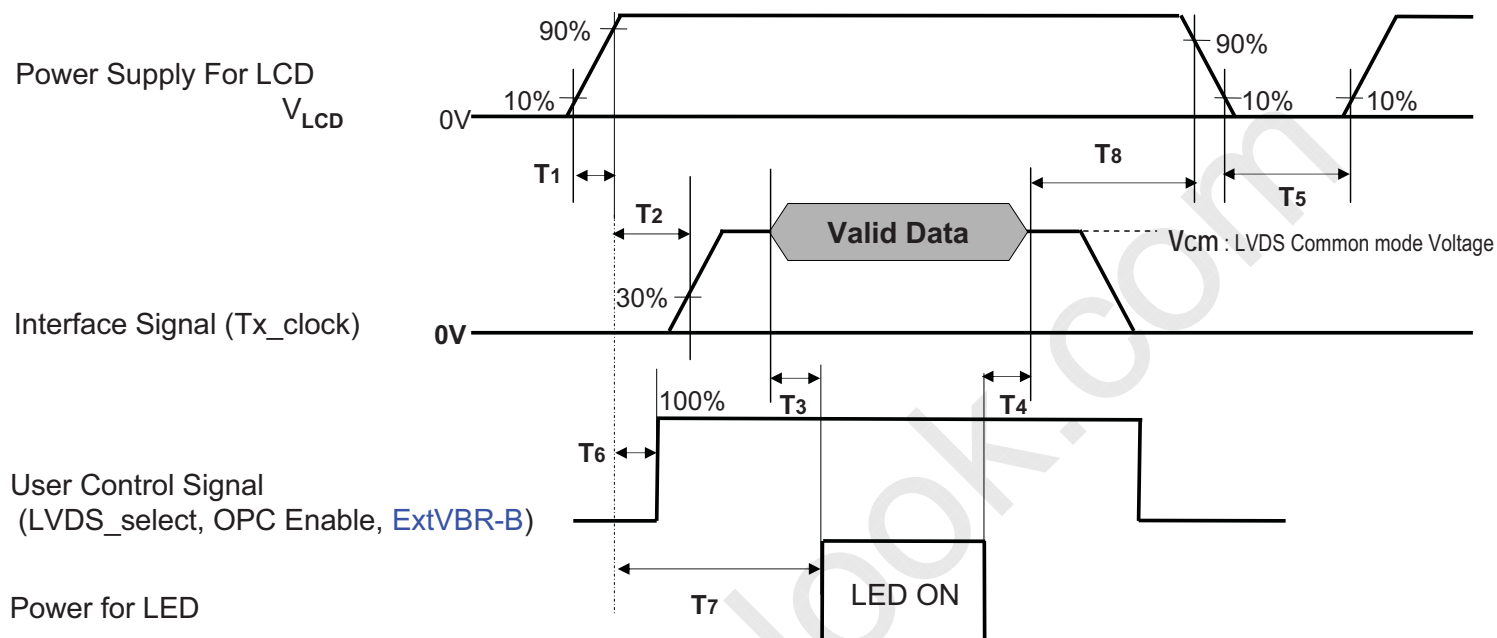 90%
90%
Power Supply For LCD
VLCD
10%
10%
10%
0V
T1
T8
T5
T2
Valid Data
Vcm : LVDS Common mode Voltage
30%
Interface Signal (Tx_clock)
0V
100%
T3
T4
T6
User Control Signal
(LVDS_select, OPC Enable, ExtVBR-B)
T7
LED ON
Power for LED
look.com